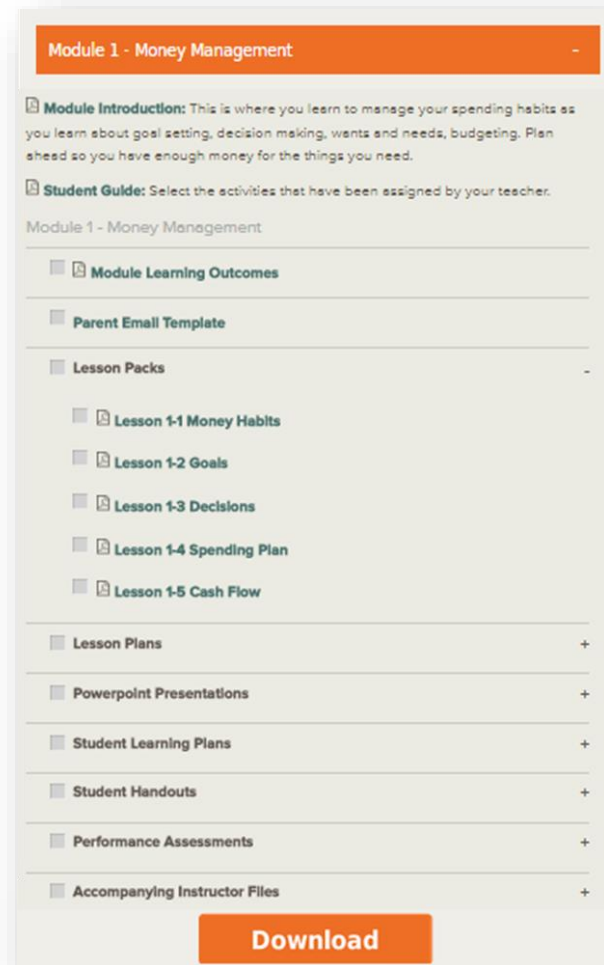 Module 1 - Money Management -
Module Introduction: This is where you learn to manage your spending habits as
you learn about goal setting, decision making, wants and needs, budgeting. Plan
ahead so you have enough money for the things you need.
Student Guide: Select the activities that have been assigned by your teacher.
Module 1 - Money Management
Module Learning Outcomes
Parent Email Template
Lesson Packs -
Lesson 1-1 Money Habits
Lesson 1-2 Goals
Lesson 1-3 Decisions
Lesson 1-4 Spending Plan
Lesson 1-5 Cash Flow
Lesson Plans +
Powerpoint Presentations +
Student Learning Plans +
Student Handouts +
Performance Assessments +
Accompanying Instructor Files +
Download